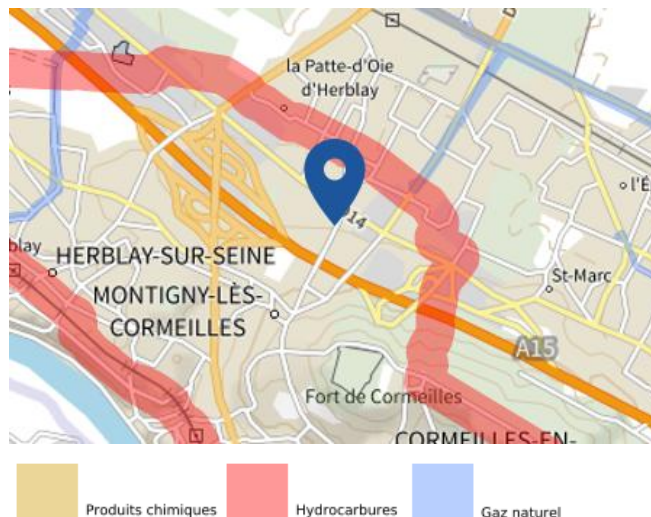 la Patte-d'Oie
d'Herblay
14
blay
HERBLAY-SUR-SEINE
MONTIGNY-LÈS-
CORMEILLES
St-Marc
A15
Fort de Cormeilles
CORMEILLES-EN-
Produits chimiques
Hydrocarbures
Gaz naturel